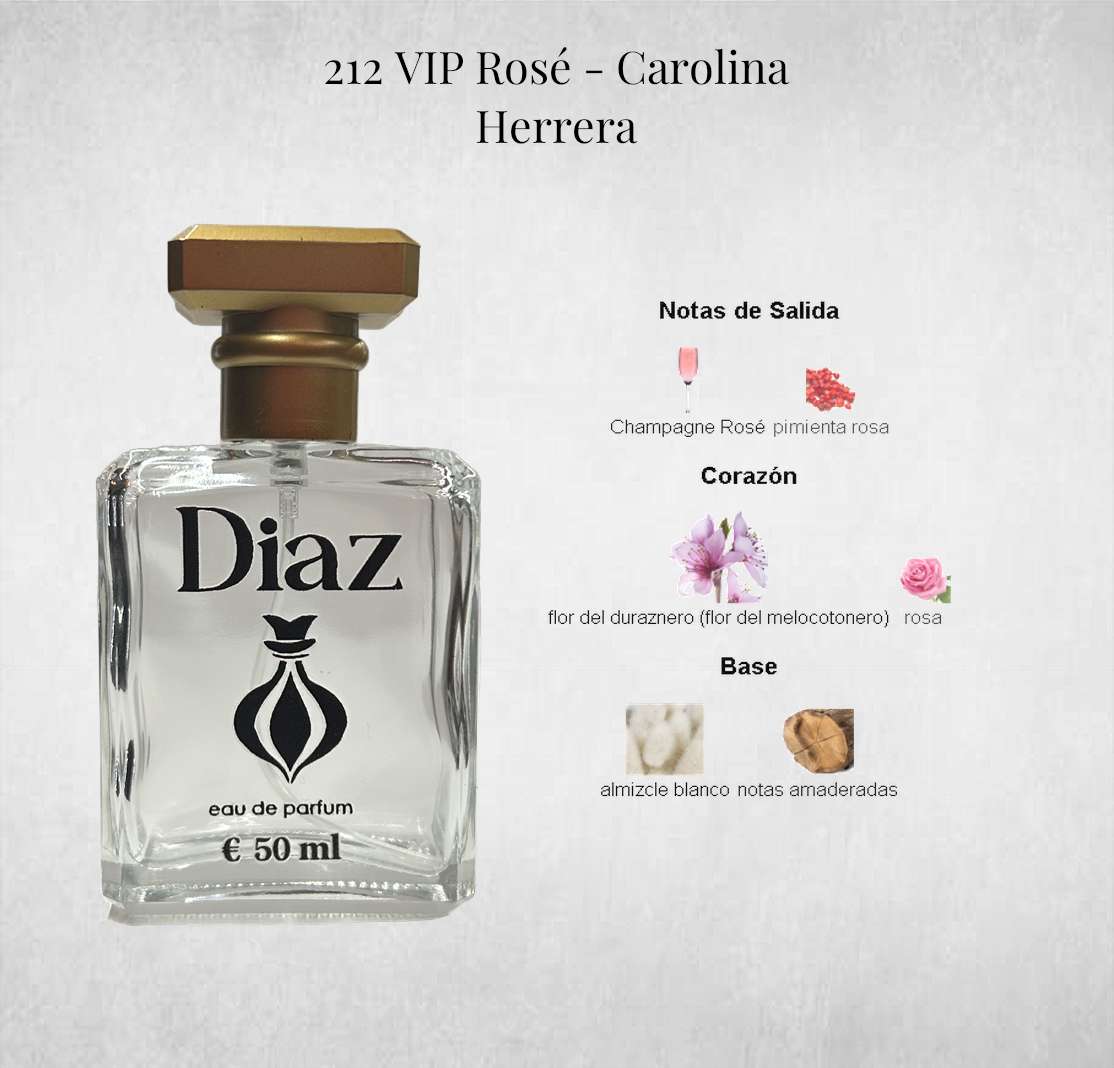 212 VIP Rosé - Carolina
Herrera
Diaz
eau de parfum
€ 50 ml
Notas de Salida
Champagne Rosé pimienta rosa
Corazón
flor del duraznero (flor del melocotonero) rosa
Base
almizcle blanco notas amaderadas